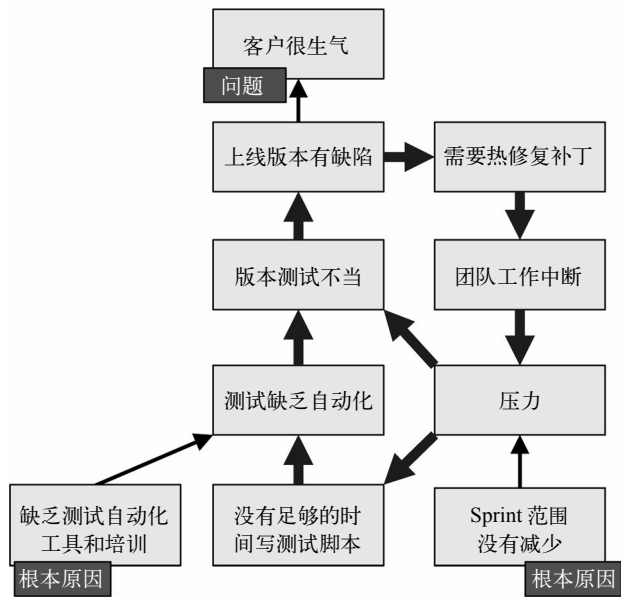 客户很生气
问题
上线版本有缺陷
需要热修复补丁
版本测试不当
团队工作中断
测试缺乏自动化
压力
缺乏测试自动化
工具和培训
根本原因
没有足够的时
间写测试脚本
Sprint 范围
没有减少
根本原因